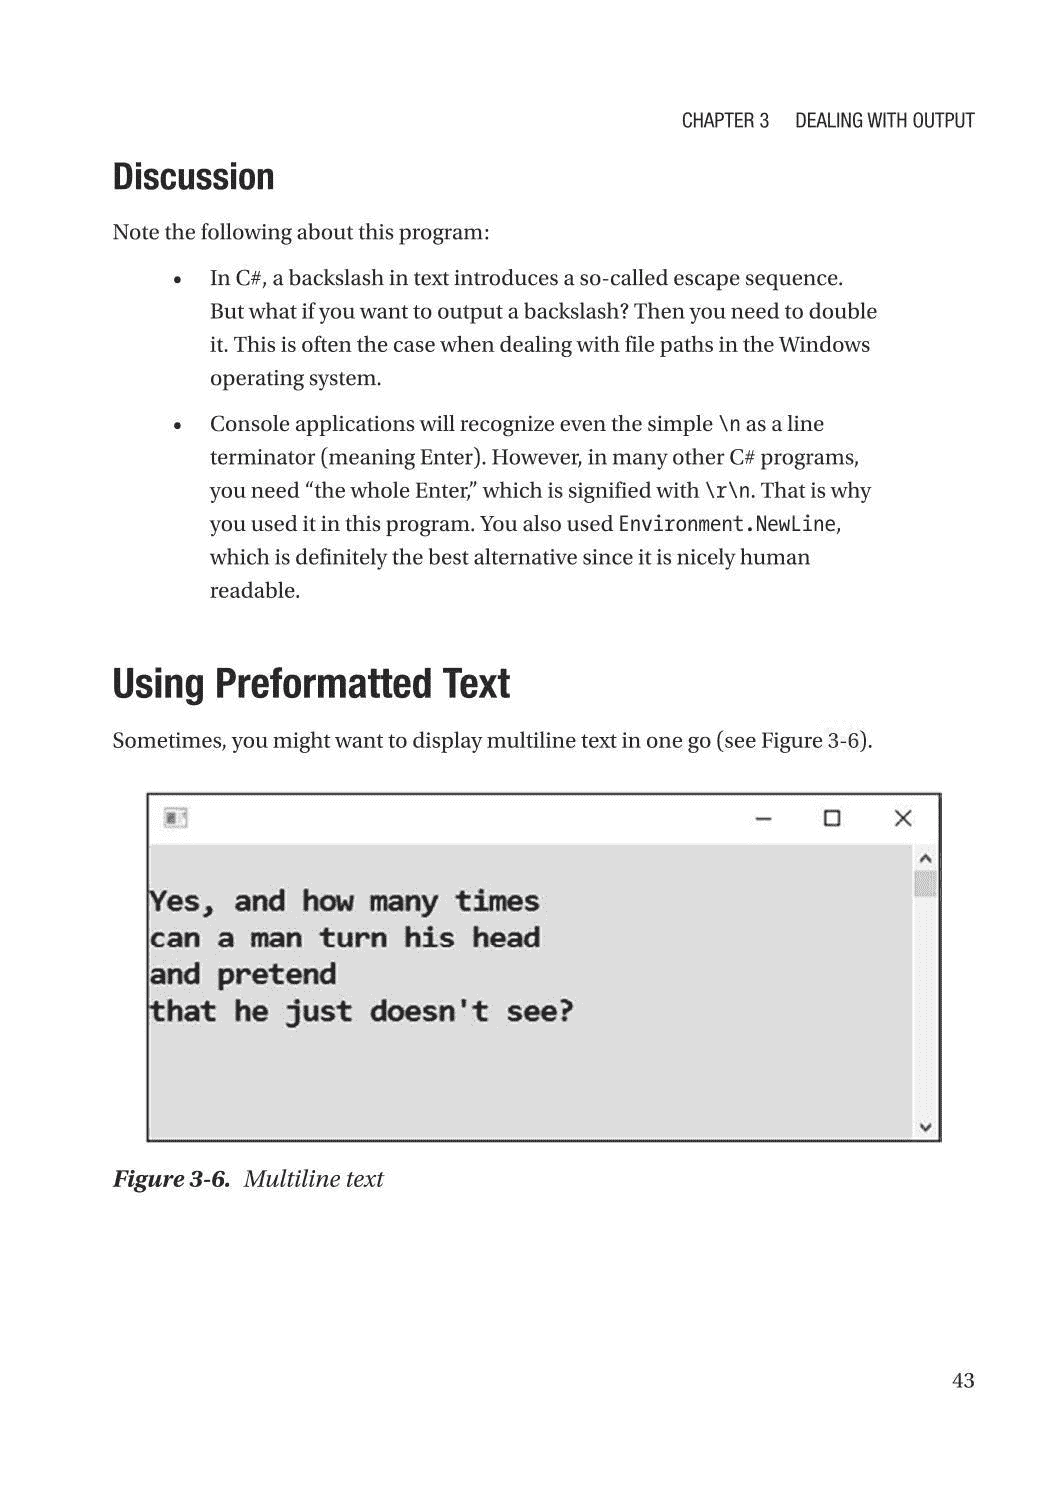 CHAPTER 3 DEALING WITH OUTPUT
Discussion
Note the following about this program:
• In C#, a backslash in text introduces a so-called escape sequence.
But what if you want to output a backslash? Then you need to double
it. This is often the case when dealing with file paths in the Windows
operating system.
• Console applications will recognize even the simple \n as a line
terminator (meaning Enter). However, in many other C# programs,
you need “the whole Enter,” which is signified with \r\n. That is why
you used it in this program. You also used Environment.NewLine,
which is definitely the best alternative since it is nicely human
readable.
Using Preformatted Text
Sometimes, you might want to display multiline text in one go (see Figure 3-6).
Yes, and how many times
can a man turn his head
and pretend
that he just doesn't see?
Figure 3-6. Multiline text
43